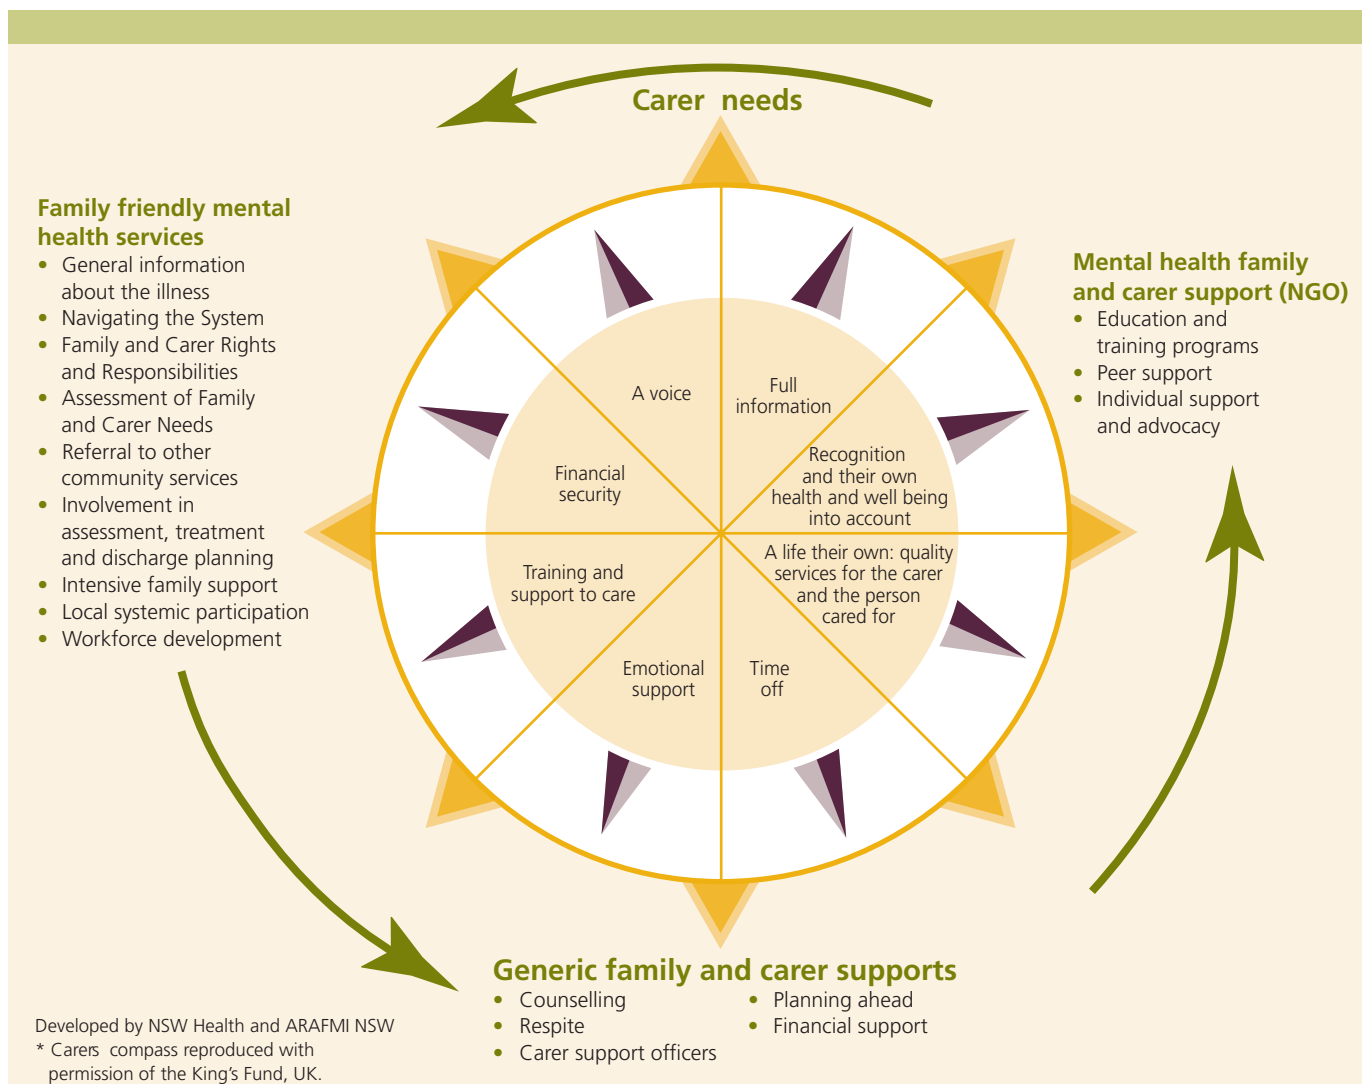 Carer needs
Family friendly mental
health services
• General information
about the illness
• Navigating the System
• Family and Carer Rights
and Responsibilities
• Assessment of Family
and Carer Needs
• Referral to other
community services
• Involvement in
assessment, treatment
and discharge planning
• Intensive family support
• Local systemic participation
• Workforce development
A voice
Full
information
Recognition
and their own
health and well being
into account
A life their own: quality
services for the carer
and the person
cared for
Time
off
Emotional
support
Training and
support to care
Financial
security
Mental health family
and carer support (NGO)
• Education and
training programs
• Peer support
• Individual support
and advocacy
Generic family and carer supports
• Counselling
• Respite
• Carer support officers
• Planning ahead
• Financial support
Developed by NSW Health and ARAFMI NSW
* Carers compass reproduced with
permission of the King's Fund, UK.